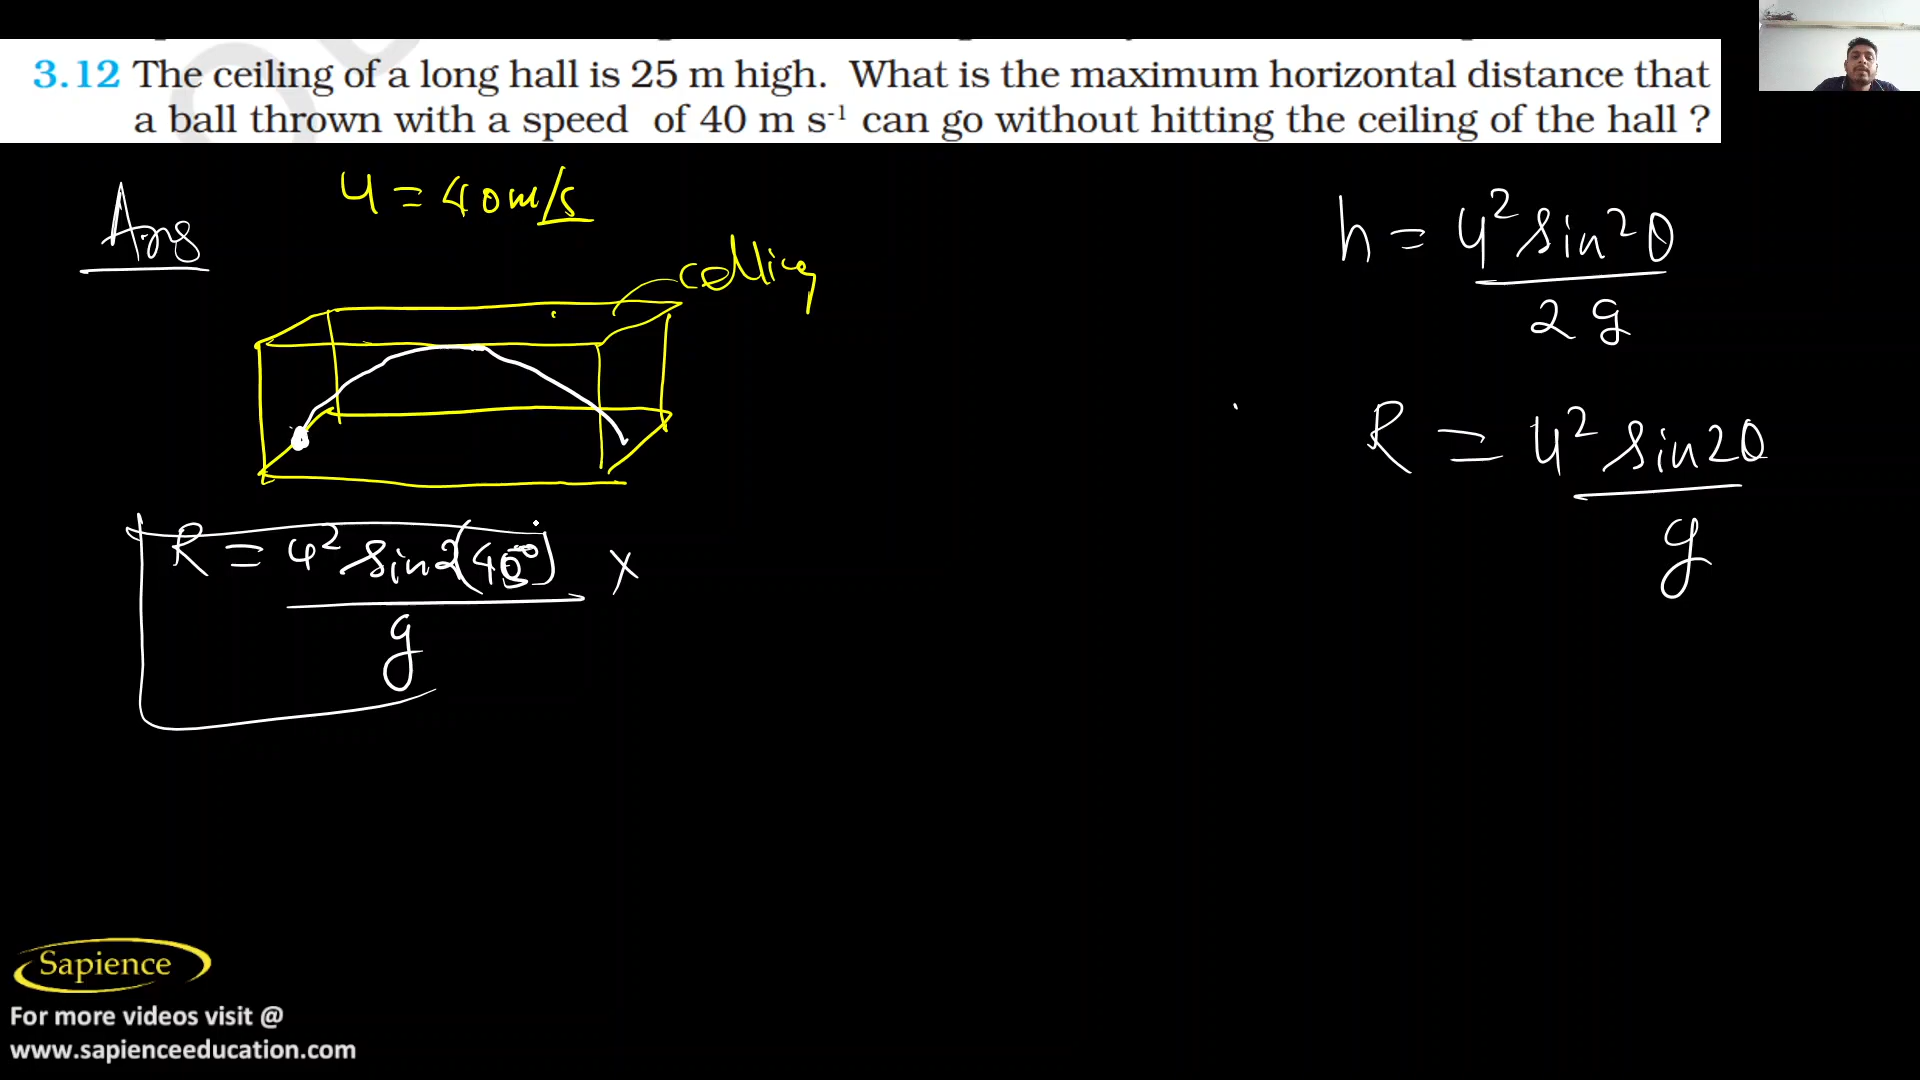 3.12 The ceiling of a long hall is 25 m high. What is the maximum horizontal distance that
a ball thrown with a speed of 40 m s⁻¹ can go without hitting the ceiling of the hall ?
Ans
u = 40m/s
h = u² sin²θ / 2g
R = u² sin2θ / g
R = u² sin2(45°) / g ×
Sapience
For more videos visit @
www.sapienceeducation.com